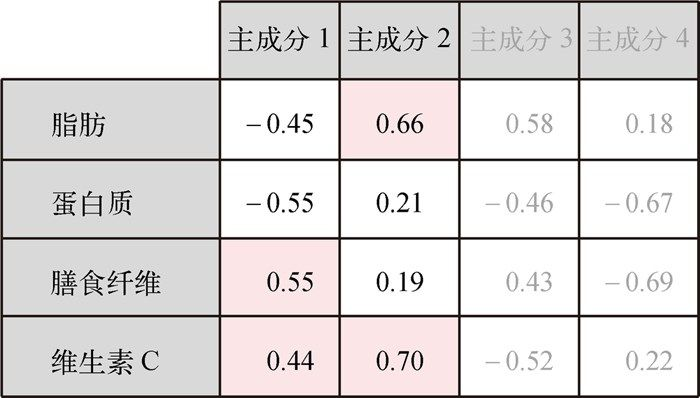 主成分 1 主成分 2 主成分 3 主成分 4
脂肪 －0.45 0.66 0.58 0.18
蛋白质 －0.55 0.21 －0.46 －0.67
膳食纤维 0.55 0.19 0.43 －0.69
维生素 C 0.44 0.70 －0.52 0.22